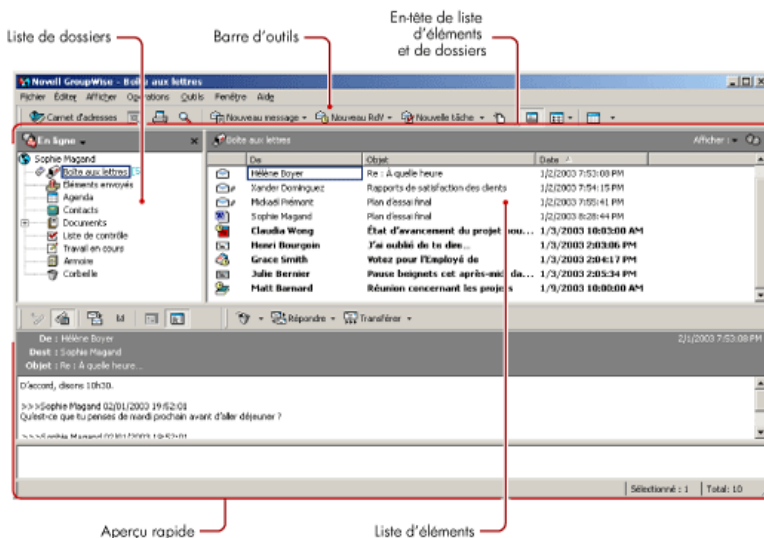 En-tête de liste
d'éléments
et de dossiers
Liste de dossiers
Barre d'outils
Novell GroupWise - Boîte aux lettres
Fichier Éditer Afficher Opérations Outils Fenêtre Aide
Carnet d'adresses Nouveau message Nouveau RdV Nouvelle tâche
En ligne
Boîte aux lettres
Afficher :
Sophie Magand
Boîte aux lettres
Éléments envoyés
Agenda
Contacts
Documents
Liste de contrôle
Travail en cours
Armoire
Corbeille
De Objet Date
Hélène Boyer Re : À quelle heure 1/2/2003 7:53:08 PM
Xander Dominguez Rapports de satisfaction des clients 1/2/2003 7:54:15 PM
Mickaël Prémont Plan d'essai final 1/2/2003 7:55:41 PM
Sophie Magand Plan d'essai final 1/2/2003 8:28:44 PM
Claudia Wong État d'avancement du projet nou... 1/3/2003 10:03:00 AM
Henri Bourgoin J'ai oublié de te dire... 1/3/2003 2:03:06 PM
Grace Smith Votez pour l'Employé de 1/3/2003 2:04:17 PM
Julie Bernier Pause beignets cet après-midi da... 1/3/2003 2:05:34 PM
Matt Barnard Réunion concernant les projets 1/9/2003 10:00:00 AM
Répondre Transférer
De : Hélène Boyer 2/1/2003 7:53:08 PM
Dest : Sophie Magand
Objet : Re : À quelle heure...
D'accord, disons 10h30.
>>>Sophie Magand 02/01/2003 19:52:01
Qu'est-ce que tu penses de mardi prochain avant d'aller déjeuner ?
>>>Sophie Magand 02/01/2003 19:52:01
Sélectionné : 1 Total: 10
Aperçu rapide
Liste d'éléments